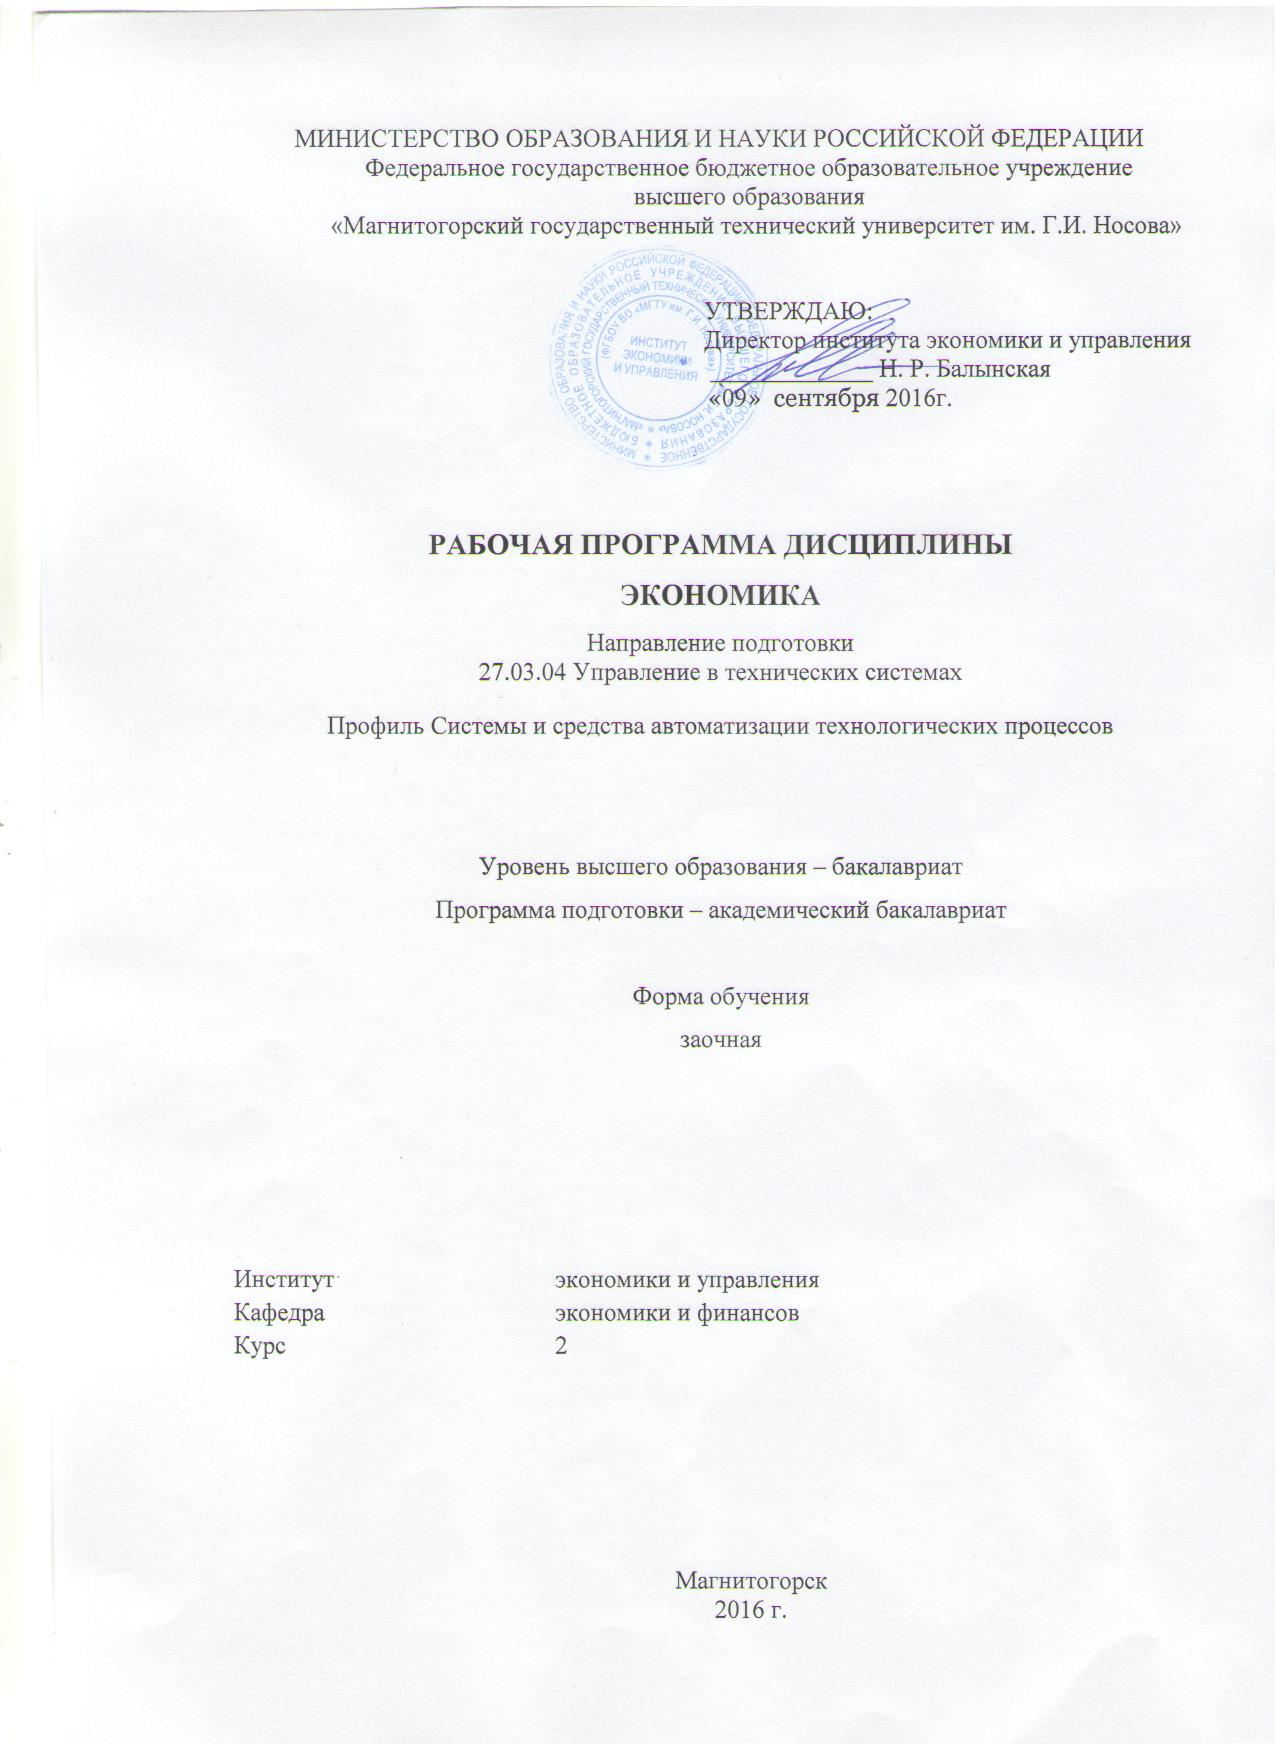 МИНИСТЕРСТВО ОБРАЗОВАНИЯ И НАУКИ РОССИЙСКОЙ ФЕДЕРАЦИИ
Федеральное государственное бюджетное образовательное учреждение
высшего образования
«Магнитогорский государственный технический университет им. Г.И. Носова»
УТВЕРЖДАЮ:
Директор института экономики и управления
Н. Р. Балынская
«09» сентября 2016г.
ИНСТИТУТ
ЭКОНОМИКИ
И УПРАВЛЕНИЯ
РАБОЧАЯ ПРОГРАММА ДИСЦИПЛИНЫ
ЭКОНОМИКА
Направление подготовки
27.03.04 Управление в технических системах
Профиль Системы и средства автоматизации технологических процессов
Уровень высшего образования – бакалавриат
Программа подготовки – академический бакалавриат
Форма обучения
заочная
Институт экономики и управления
Кафедра экономики и финансов
Курс 2
Магнитогорск
2016 г.